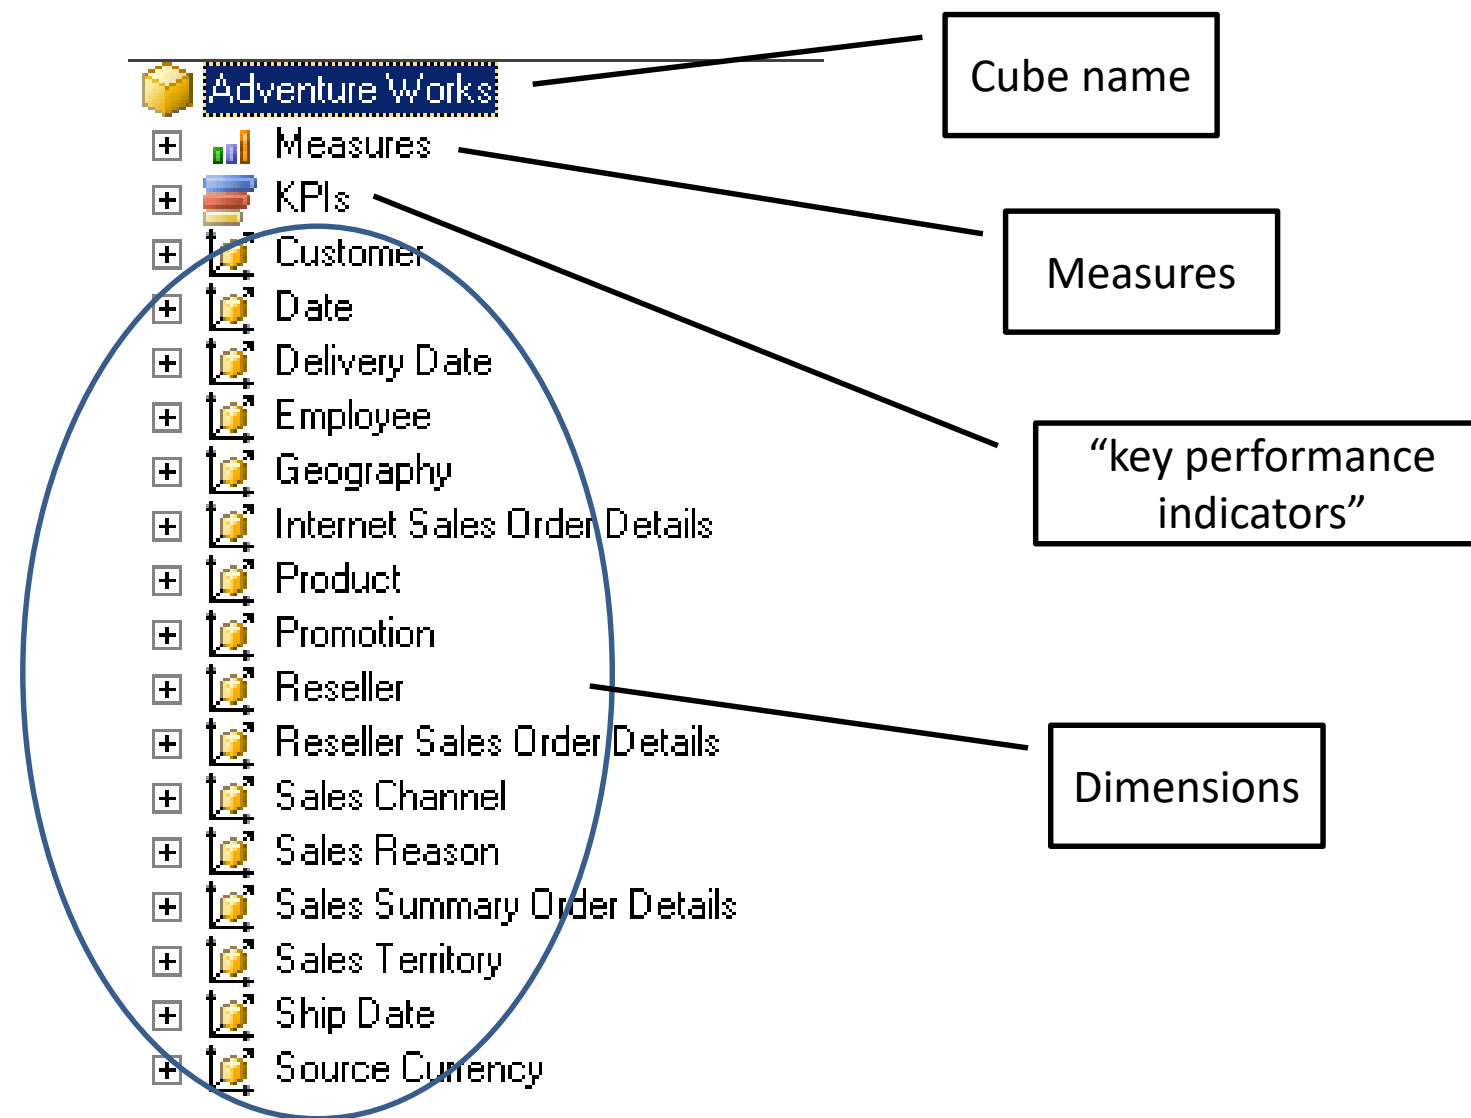 Adventure Works
Measures
KPIs
Customer
Date
Delivery Date
Employee
Geography
Internet Sales Order Details
Product
Promotion
Reseller
Reseller Sales Order Details
Sales Channel
Sales Reason
Sales Summary Order Details
Sales Territory
Ship Date
Source Currency
Cube name
Measures
“key performance
indicators”
Dimensions